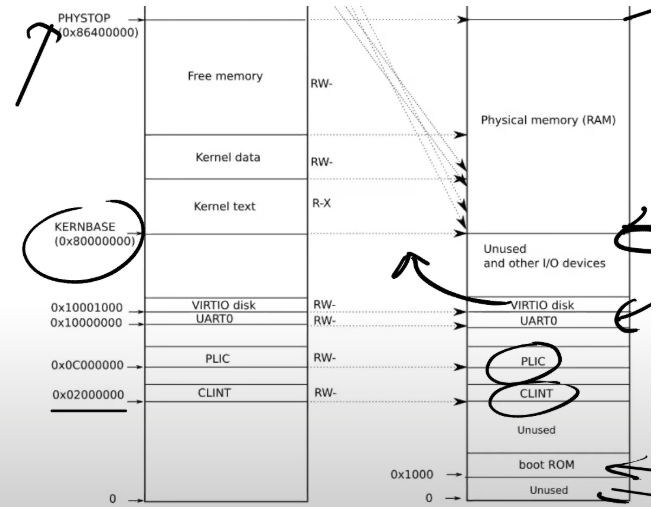 PHYSTOP
(0x86400000)
Free memory
RW-
Physical memory (RAM)
Kernel data
RW-
Kernel text
R-X
KERNBASE
(0x80000000)
Unused
and other I/O devices
0x10001000
VIRTIO disk
RW-
VIRTIO disk
0x10000000
UART0
RW-
UART0
0x0C000000
PLIC
RW-
PLIC
0x02000000
CLINT
RW-
CLINT
Unused
0x1000
boot ROM
0
0
Unused